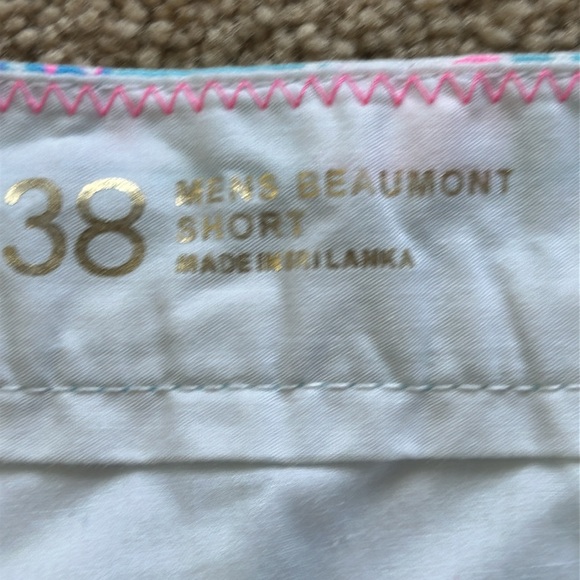 38
MENS BEAUMONT
SHORT
MADE IN SRI LANKA